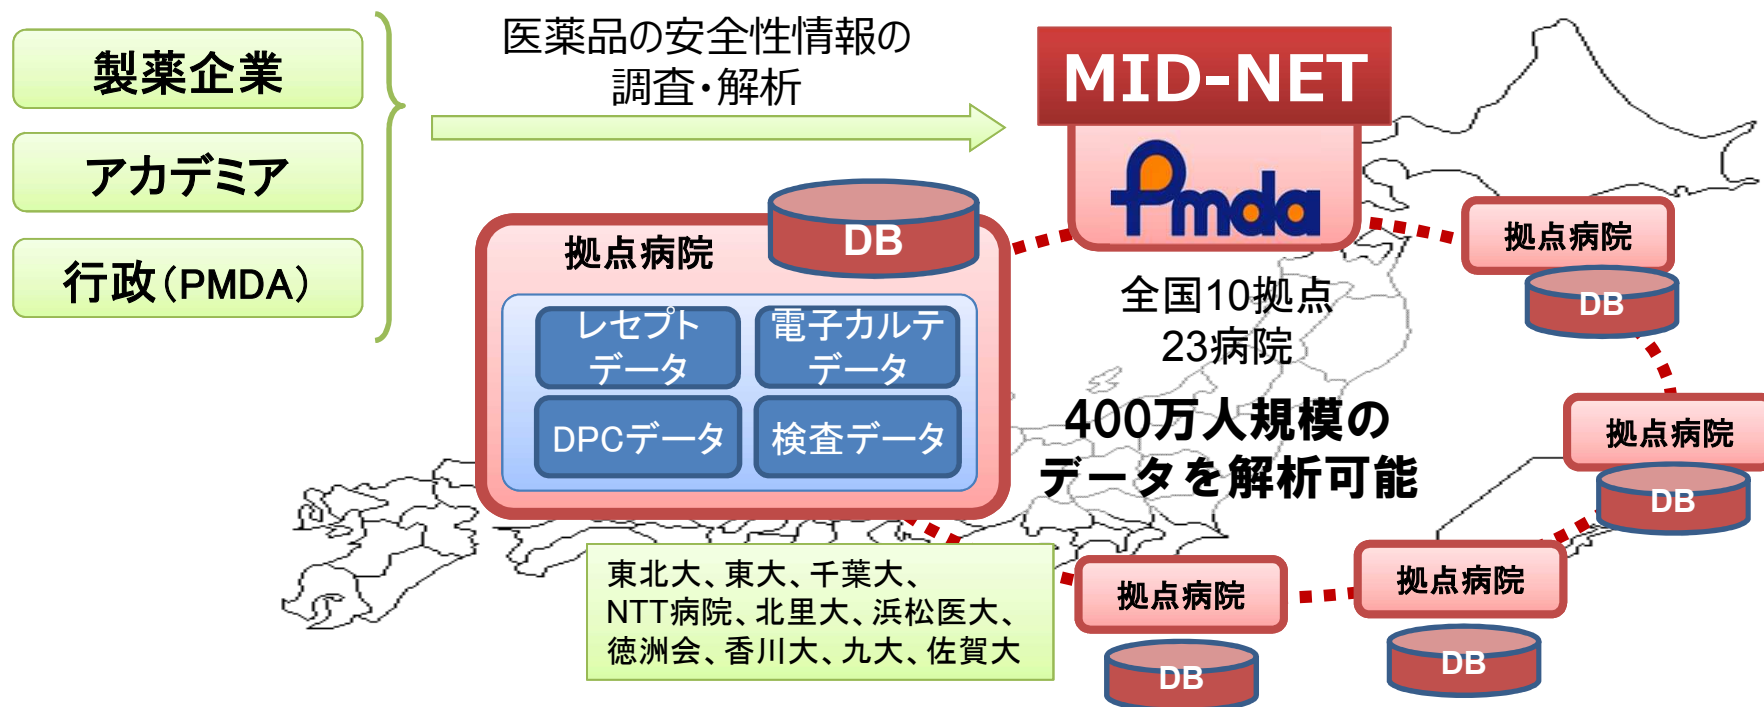 製薬企業
アカデミア
行政(PMDA)
医薬品の安全性情報の
調査・解析
MID-NET
Pmda
拠点病院
DB
レセプト
データ
電子カルテ
データ
DPCデータ
検査データ
全国10拠点
23病院
400万人規模の
データを解析可能
拠点病院
DB
拠点病院
DB
拠点病院
DB
拠点病院
DB
東北大、東大、千葉大、
NTT病院、北里大、浜松医大、
徳洲会、香川大、九大、佐賀大